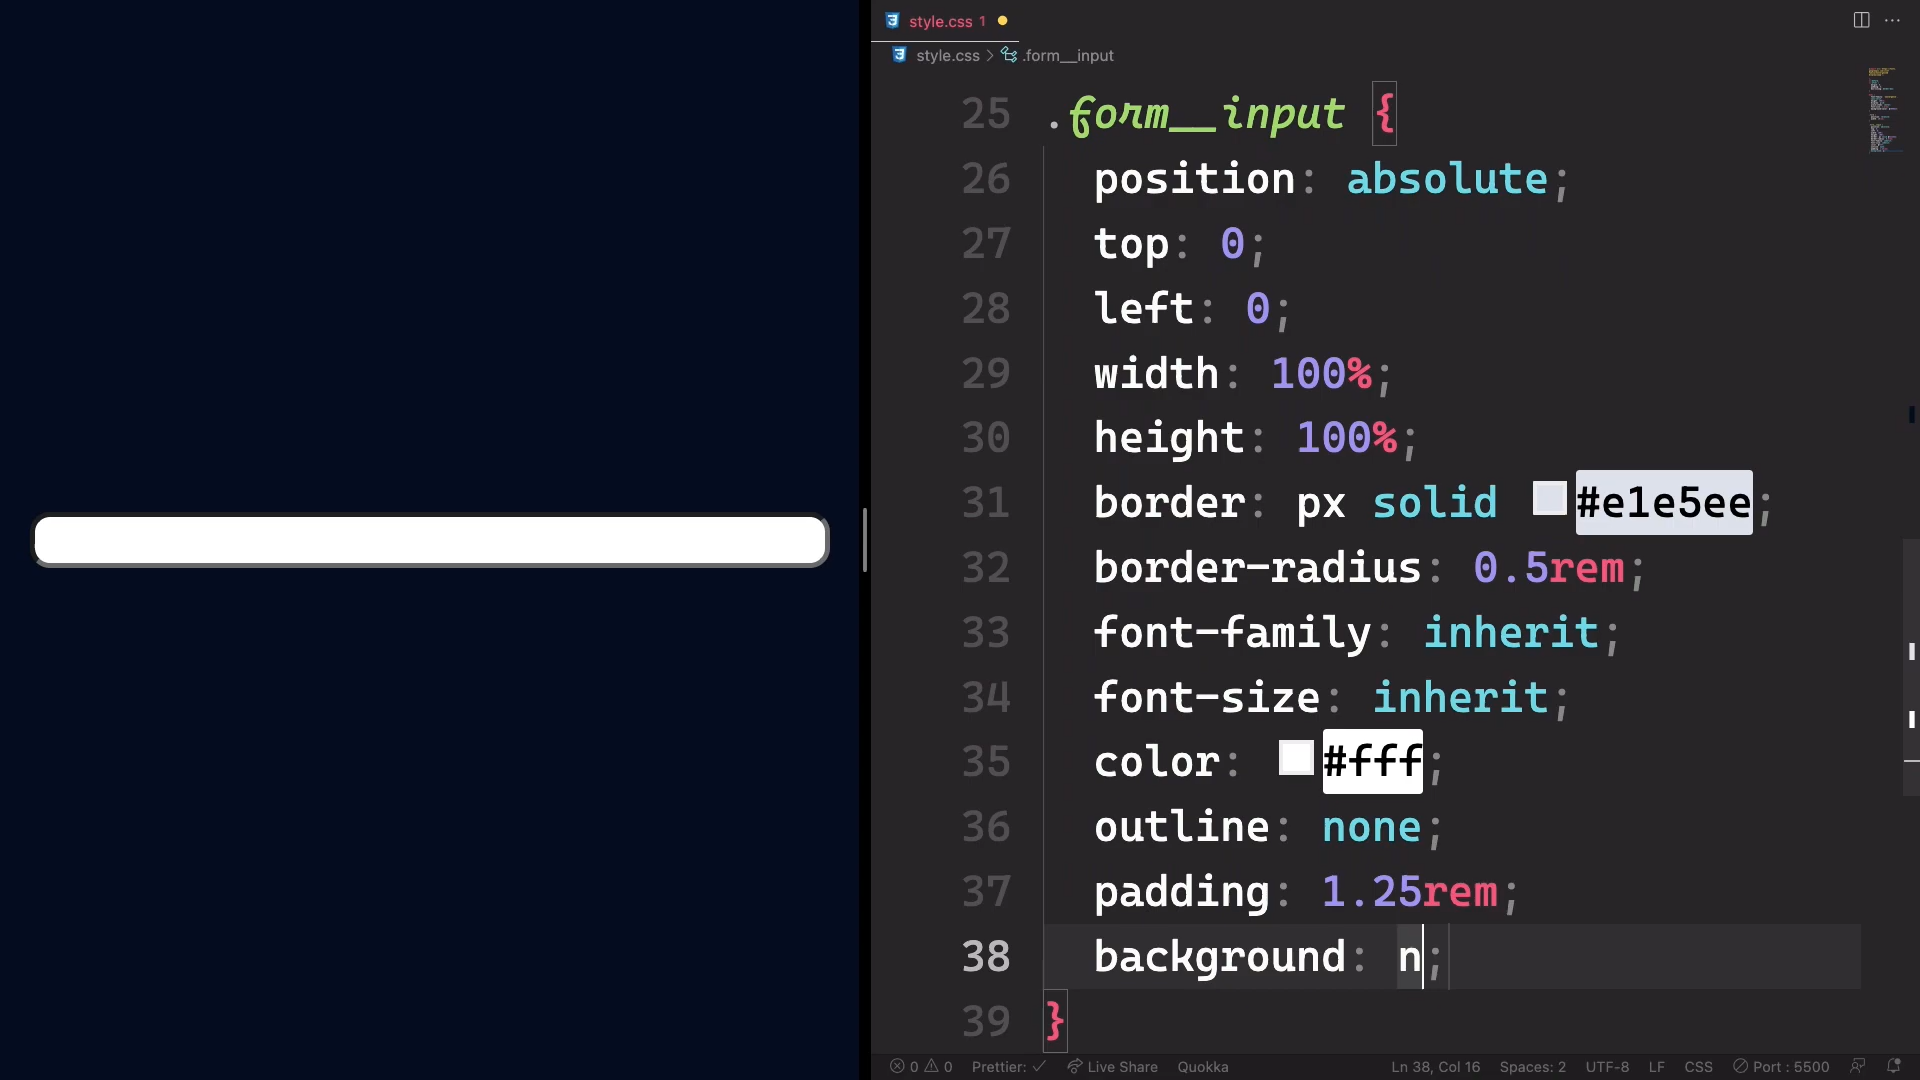 style.css 1
style.css > .form__input
25 .form__input {
26 position: absolute;
27 top: 0;
28 left: 0;
29 width: 100%;
30 height: 100%;
31 border: px solid #e1e5ee;
32 border-radius: 0.5rem;
33 font-family: inherit;
34 font-size: inherit;
35 color: #fff;
36 outline: none;
37 padding: 1.25rem;
38 background: n;
39 }
0 0 Prettier: ✓ Live Share Quokka Ln 38, Col 16 Spaces: 2 UTF-8 LF CSS Port : 5500